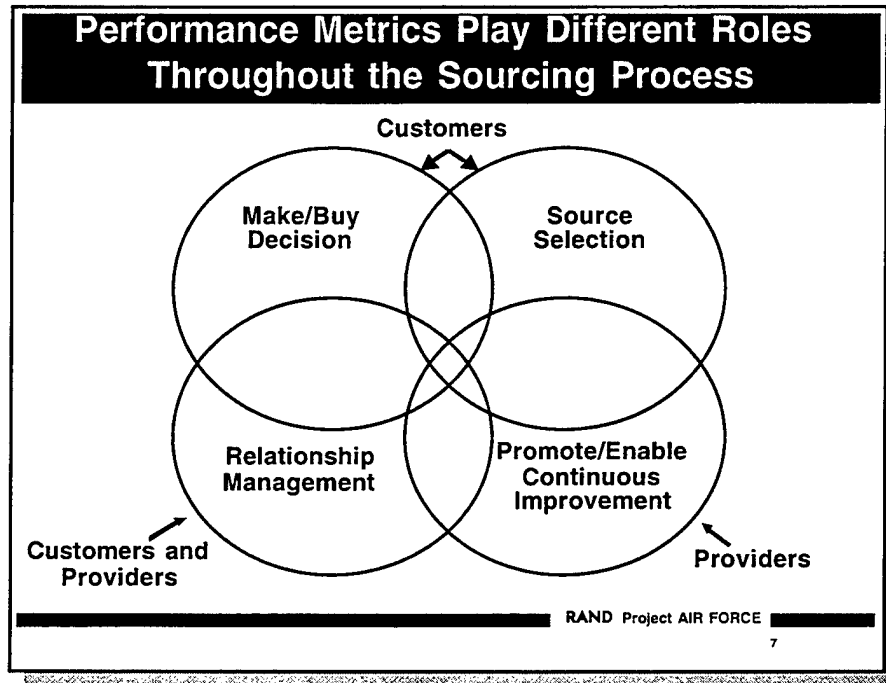 Performance Metrics Play Different Roles
Throughout the Sourcing Process
Customers
Make/Buy
Decision
Source
Selection
Relationship
Management
Promote/Enable
Continuous
Improvement
Customers and
Providers
Providers
RAND Project AIR FORCE
7